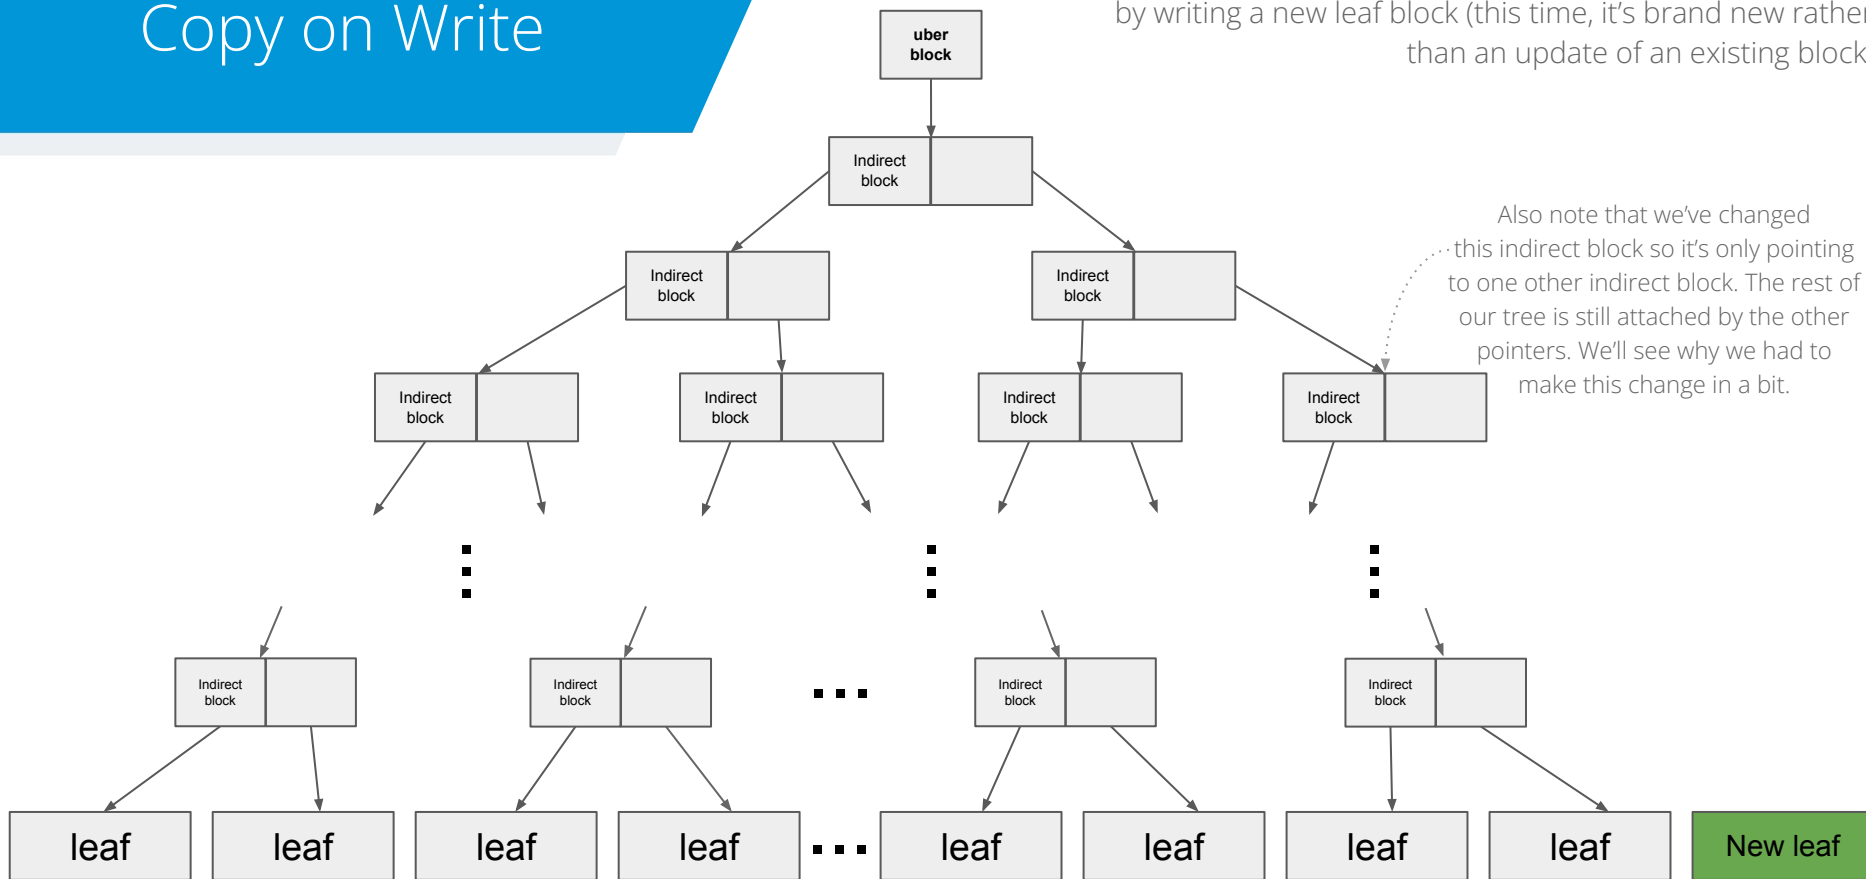 Copy on Write
by writing a new leaf block (this time, it’s brand new rather
than an update of an existing block
uber
block
Indirect
block
Also note that we’ve changed
this indirect block so it’s only pointing
to one other indirect block. The rest of
our tree is still attached by the other
pointers. We’ll see why we had to
make this change in a bit.
Indirect
block
Indirect
block
Indirect
block
Indirect
block
Indirect
block
Indirect
block
Indirect
block
Indirect
block
Indirect
block
Indirect
block
leaf
leaf
leaf
leaf
leaf
leaf
leaf
leaf
New leaf